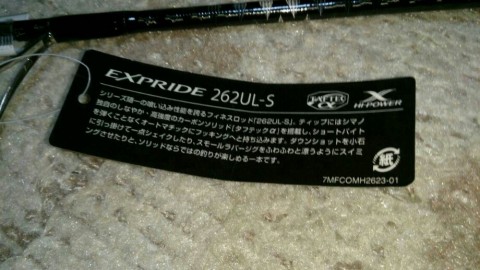 EXPRIDE 262UL-S
TAFTEC α
X
HI-POWER
シリーズ随一の喰い込み性能を誇るフィネスロッド「262UL-S」。ティップにはシマノ
独自のしなやか・高強度のカーボンソリッド［タフテックα］を搭載し、ショートバイト
を弾くことなくオートマチックにフッキングへと持ち込みます。ダウンショットを小石
に引っ掛けて一点シェイクしたり、スモールラバージグをふわふわと漂うようにスイミ
ングさせたりと、ソリッドならではの釣りが楽しめる一本です。
紙
7MFCOMH2623-01